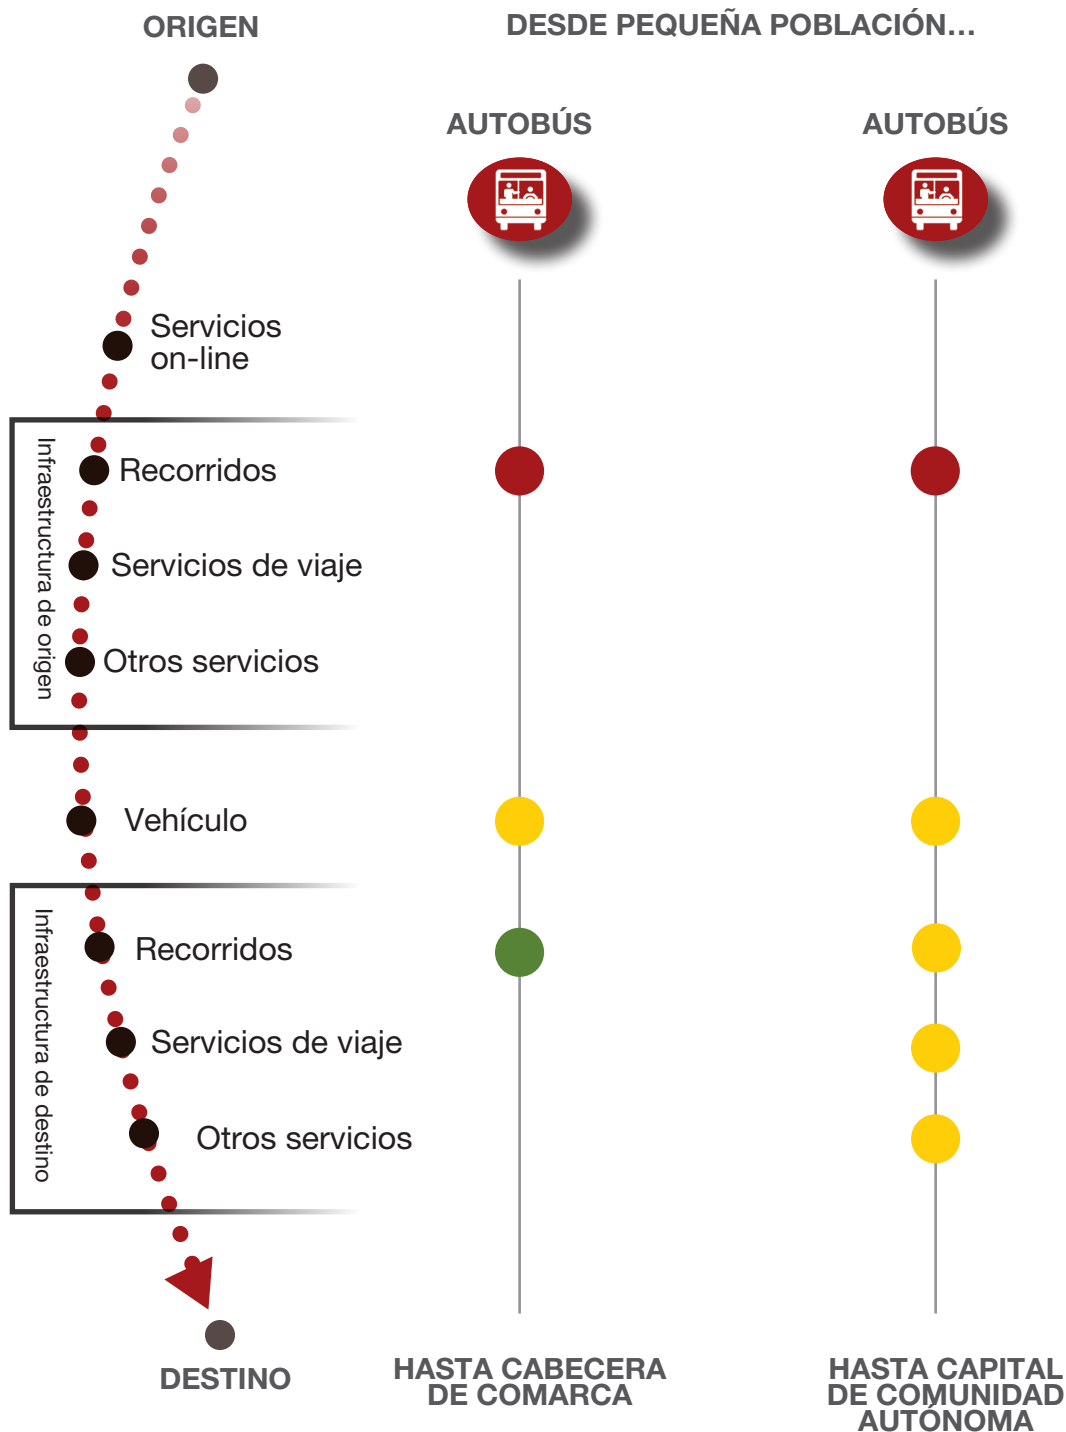 ORIGEN
DESDE PEQUEÑA POBLACIÓN...
AUTOBÚS
AUTOBÚS
Servicios
on-line
Infraestructura de origen
Recorridos
Servicios de viaje
Otros servicios
Vehículo
Infraestructura de destino
Recorridos
Servicios de viaje
Otros servicios
DESTINO
HASTA CABECERA
DE COMARCA
HASTA CAPITAL
DE COMUNIDAD
AUTÓNOMA